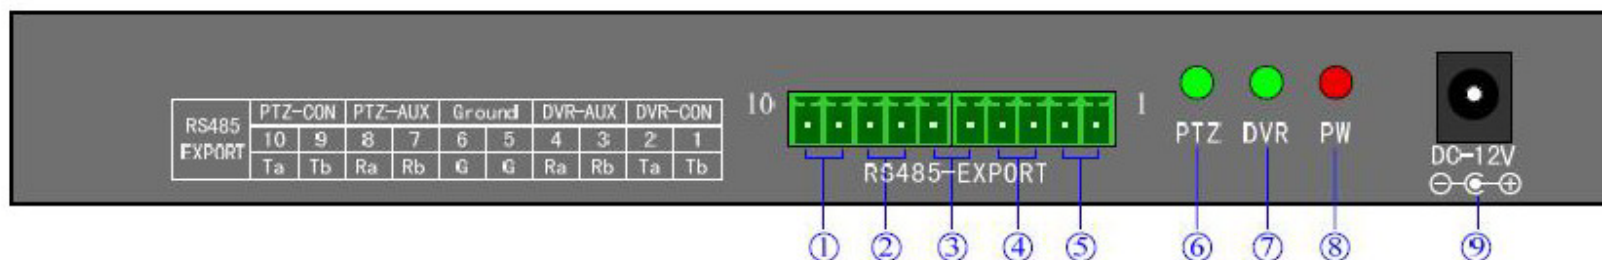 RS485 EXPORT
PTZ-CON PTZ-AUX Ground DVR-AUX DVR-CON
10 9 8 7 6 5 4 3 2 1
Ta Tb Ra Rb G G Ra Rb Ta Tb
10 1
RS485-EXPORT
PTZ DVR PW
DC-12V
① ② ③ ④ ⑤ ⑥ ⑦ ⑧ ⑨